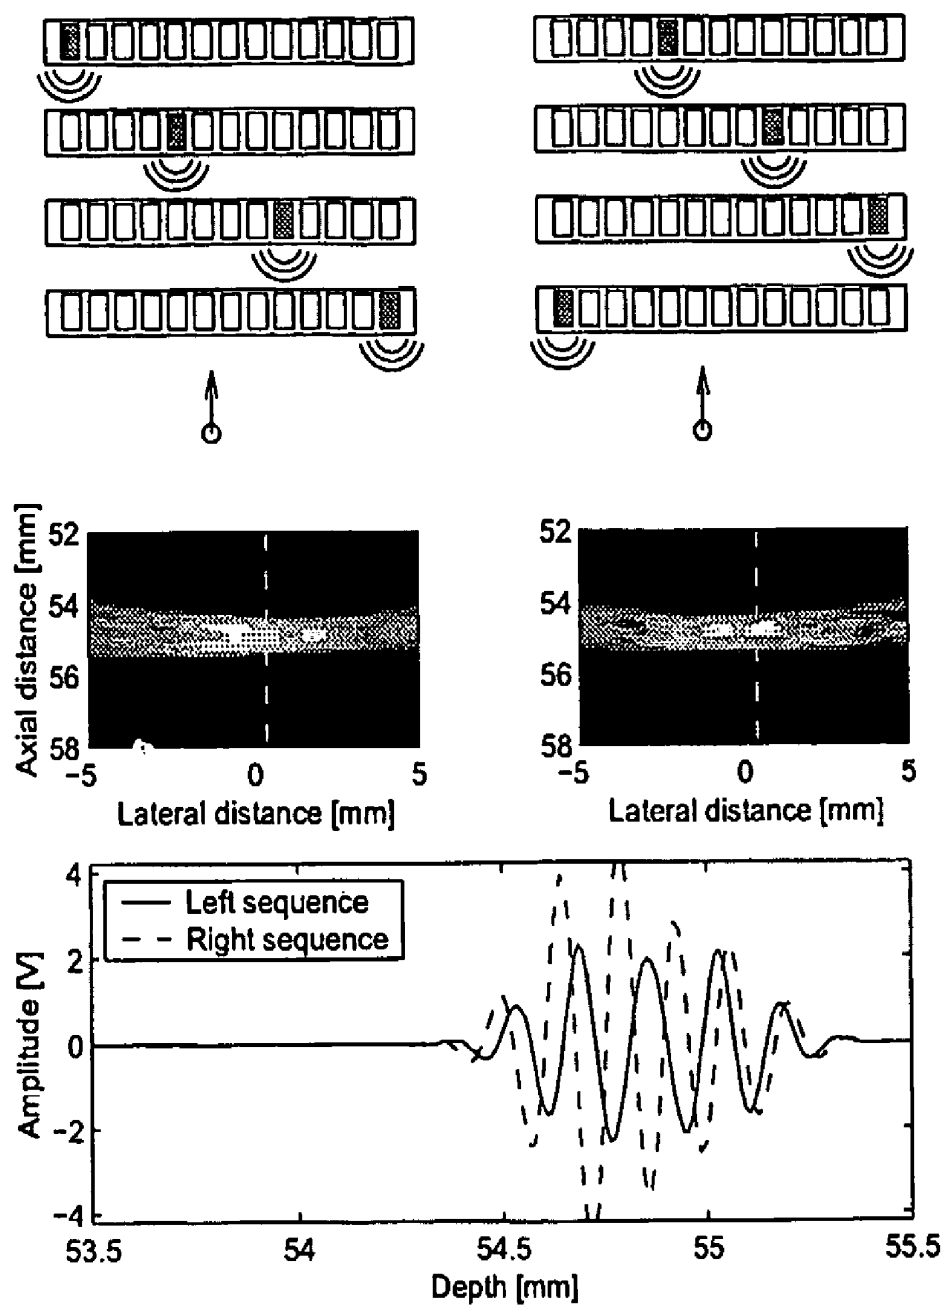 Axial distance [mm]
52
54
56
58
−5 0 5
Lateral distance [mm]
52
54
56
58
−5 0 5
Lateral distance [mm]
Amplitude [V]
4
2
0
−2
−4
Left sequence
Right sequence
53.5 54 54.5 55 55.5
Depth [mm]